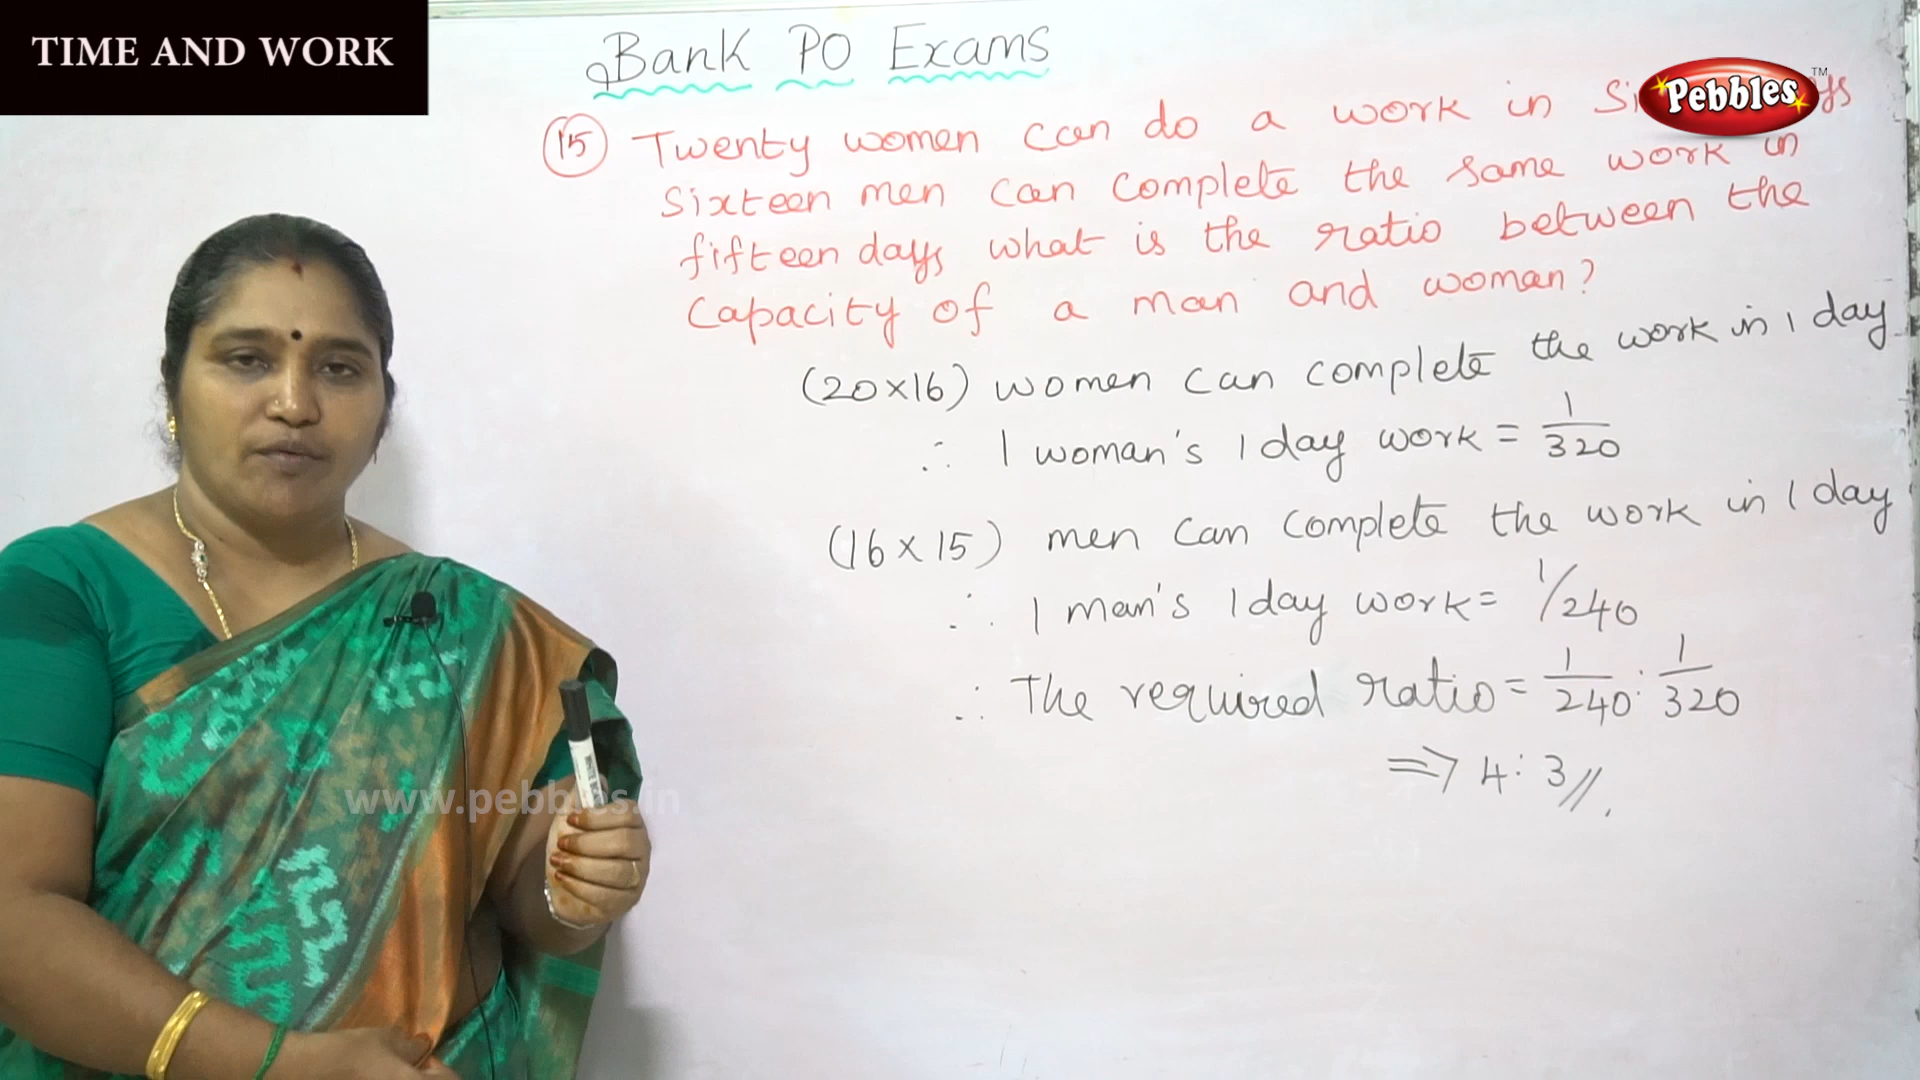 TIME AND WORK
Bank PO Exams
Pebbles™
15 Twenty women can do a work in
sixteen men can complete the same work in
fifteen days what is the ratio between the
capacity of a man and woman?
(20×16) women can complete the work in 1 day
∴ 1 woman's 1 day work = 1/320
(16×15) men can complete the work in 1 day
∴ 1 man's 1 day work = 1/240
∴ The required ratio = 1/240 : 1/320
⇒ 4:3//.
WHITE BOARD
www.pebbles.in